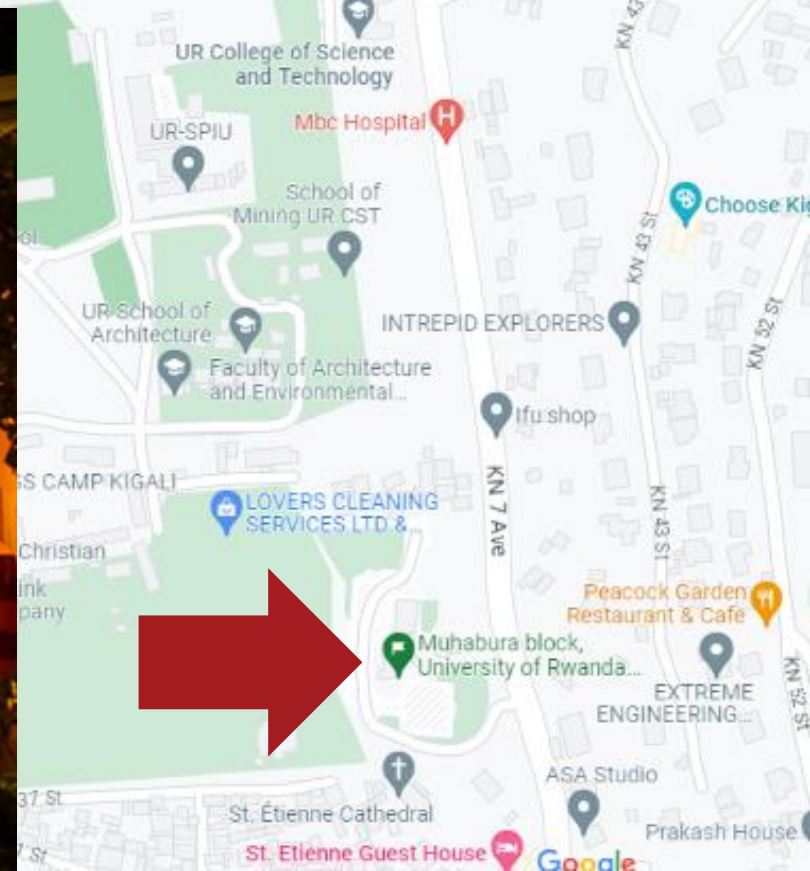 KN 43
UR College of Science
and Technology
UR-SPIU
Mbc Hospital
School of
Mining UR CST
Choose Kig
KN 43 St
UR School of
Architecture
INTREPID EXPLORERS
KN 52 St
Faculty of Architecture
and Environmental...
Ifu shop
SS CAMP KIGALI
LOVERS CLEANING
SERVICES LTD &...
KN 7 Ave
KN 43 St
Christian
ink
pany
Peacock Garden
Restaurant & Cafe
Muhabura block,
University of Rwanda...
EXTREME
ENGINEERING...
KN 52 St
ASA Studio
37 St
St. Étienne Cathedral
Prakash House
St
St. Etienne Guest House
Google